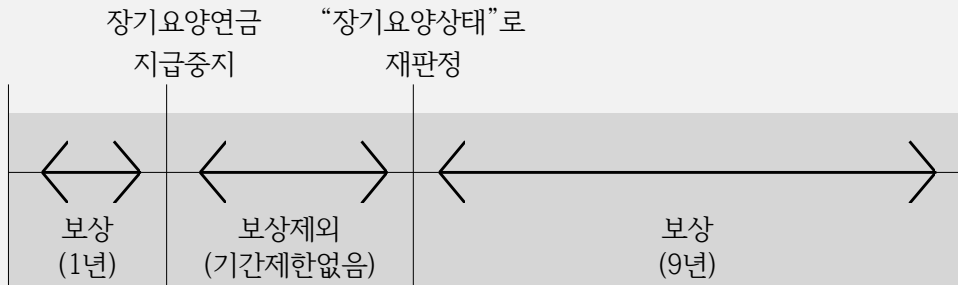 장기요양연금
지급중지
“장기요양상태”로
재판정
보상
(1년)
보상제외
(기간제한없음)
보상
(9년)